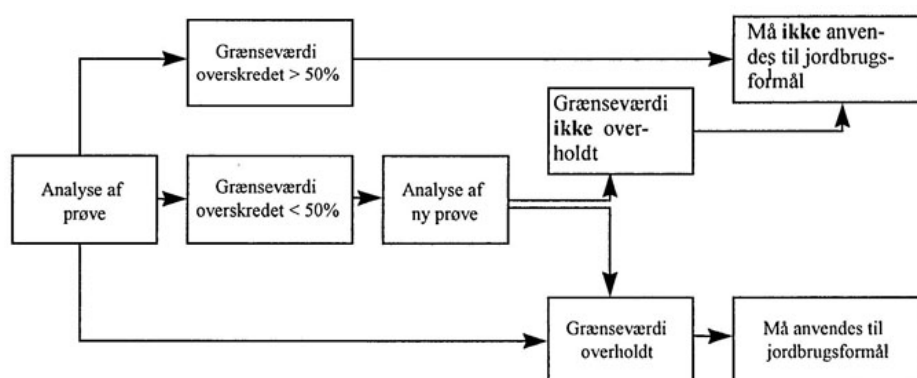 Grænseværdi
overskredet > 50%
Må ikke anven-
des til jordbrugs-
formål
Grænseværdi
ikke over-
holdt
Analyse af
prøve
Grænseværdi
overskredet < 50%
Analyse af
ny prøve
Grænseværdi
overholdt
Må anvendes til
jordbrugsformål